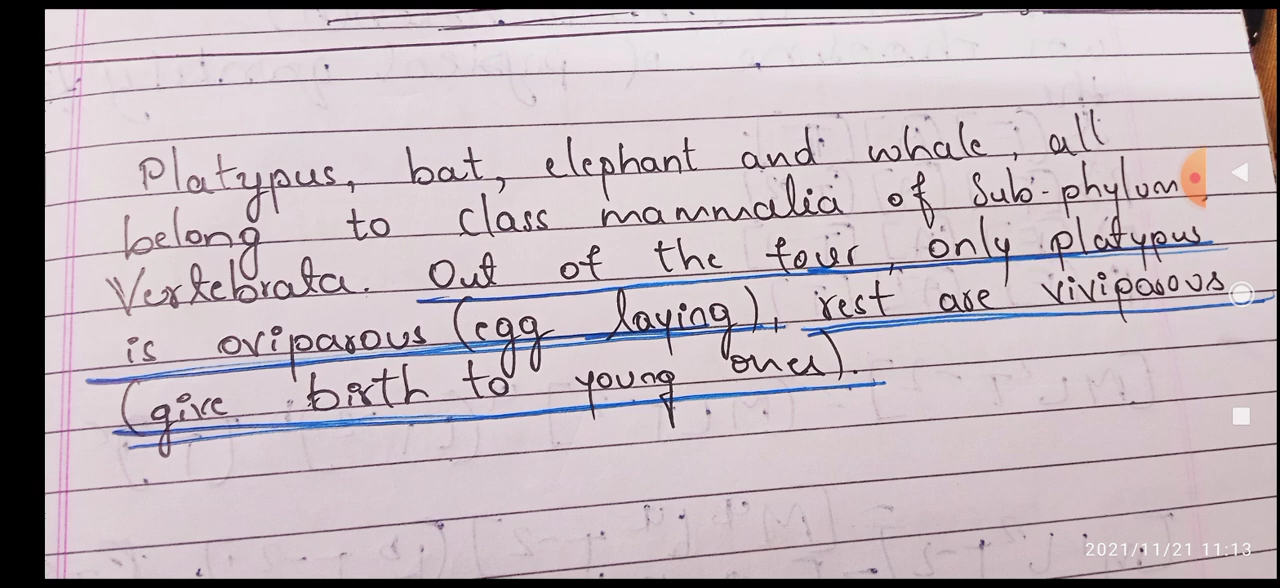 Platypus, bat, elephant and whale, all
belong to class mammalia of Sub-phylum
Vertebrata. Out of the four, only platypus
is oviparous (egg laying), rest are viviparous
(give birth to young ones).
2021/11/21 11:13